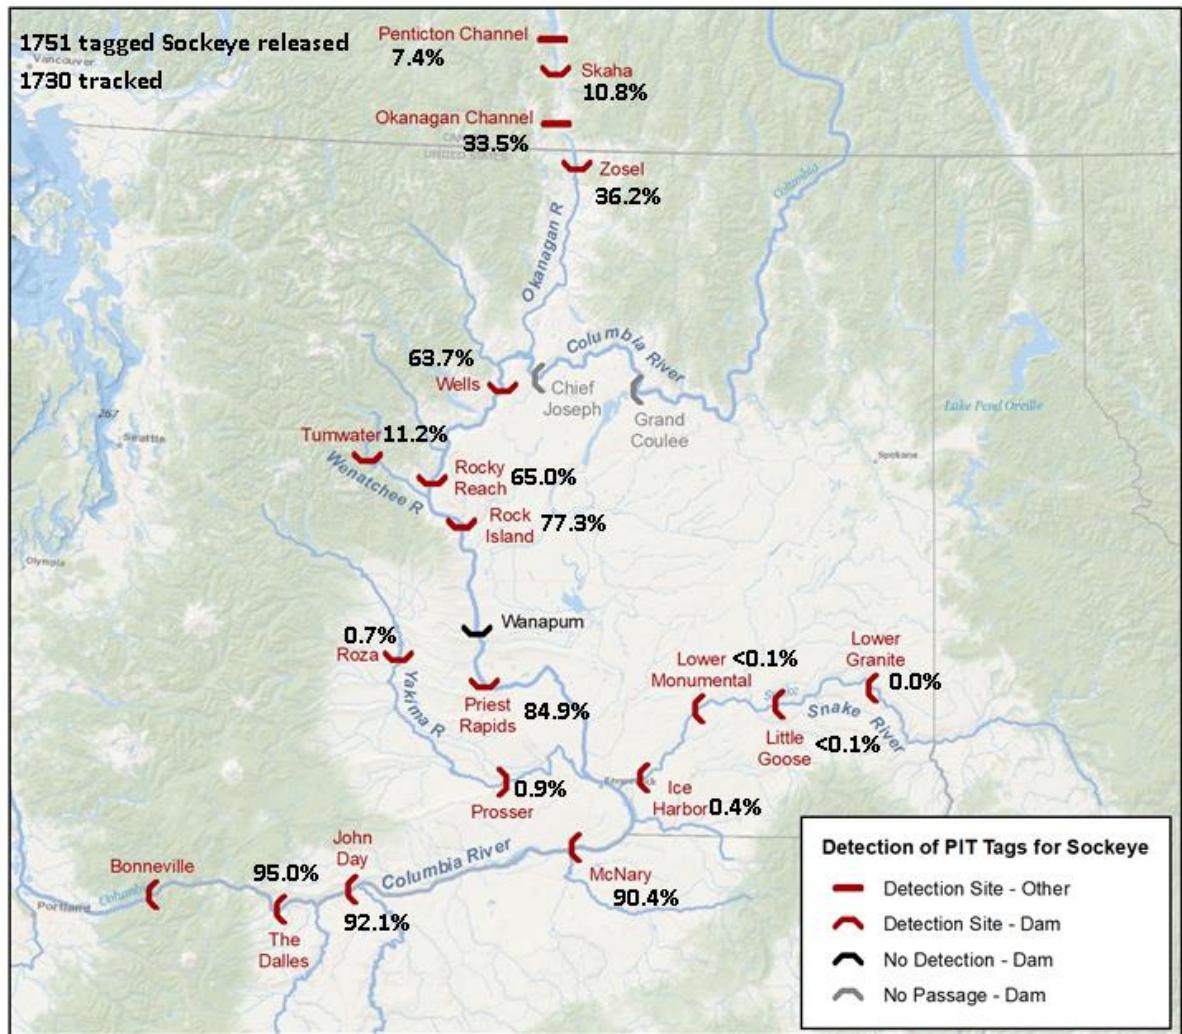 1751 tagged Sockeye released
1730 tracked
Vancouver
Penticton Channel
7.4%
Skaha
10.8%
Okanagan Channel
33.5%
UNITED STATES
Zosel
36.2%
Columbia
Okanagan R
Columbia River
63.7%
Wells
Chief
Joseph
Grand
Coulee
Lake Pend Oreille
267
Seattle
Tumwater 11.2%
Wenatchee R
Rocky
Reach 65.0%
Spokane
Rock
Island 77.3%
Olympia
Wanapum
0.7%
Roza
Yakima R
Priest
Rapids
84.9%
Lower
Monumental
<0.1%
Lower
Granite
0.0%
Snake River
Little
Goose
<0.1%
Prosser
0.9%
Ice
Harbor 0.4%
John
Day
92.1%
Columbia River
McNary
90.4%
Bonneville
95.0%
The
Dalles
Portland
Detection of PIT Tags for Sockeye
Detection Site - Other
Detection Site - Dam
No Detection - Dam
No Passage - Dam